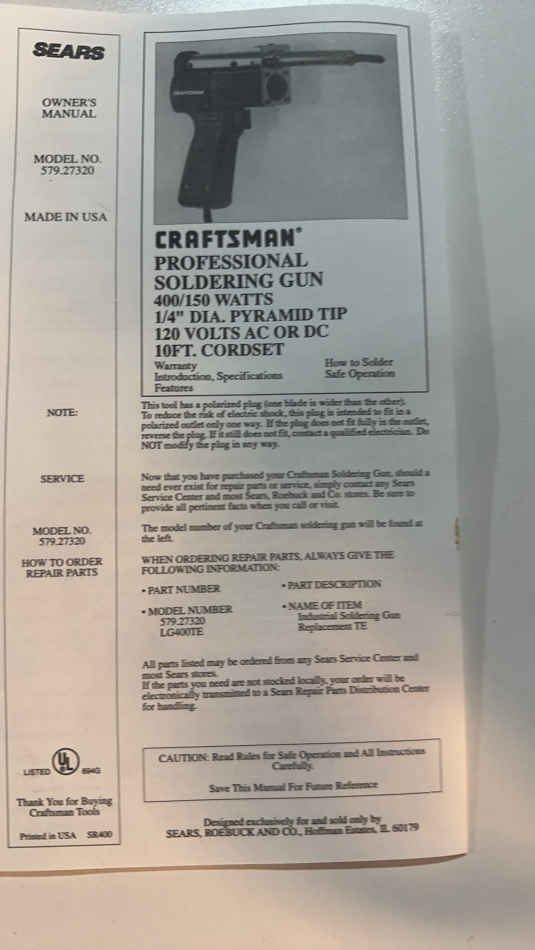 SEARS
OWNER'S
MANUAL
MODEL NO.
579.27320
MADE IN USA
CRAFTSMAN®
PROFESSIONAL
SOLDERING GUN
400/150 WATTS
1/4" DIA. PYRAMID TIP
120 VOLTS AC OR DC
10FT. CORDSET
Warranty
Introduction, Specifications
Features
How to Solder
Safe Operation
NOTE:
This tool has a polarized plug (one blade is wider than the other).
To reduce the risk of electric shock, this plug is intended to fit in a
polarized outlet only one way. If the plug does not fit fully in the outlet,
reverse the plug. If it still does not fit, contact a qualified electrician. Do
NOT modify the plug in any way.
SERVICE
Now that you have purchased your Craftsman Soldering Gun, should a
need ever exist for repair parts or service, simply contact any Sears
Service Center and most Sears, Roebuck and Co. stores. Be sure to
provide all pertinent facts when you call or visit.
MODEL NO.
579.27320
The model number of your Craftsman soldering gun will be found at
the left.
HOW TO ORDER
REPAIR PARTS
WHEN ORDERING REPAIR PARTS, ALWAYS GIVE THE
FOLLOWING INFORMATION:
• PART NUMBER
• PART DESCRIPTION
• MODEL NUMBER
579.27320
LG400TE
• NAME OF ITEM
Industrial Soldering Gun
Replacement TE
All parts listed may be ordered from any Sears Service Center and
most Sears stores.
If the parts you need are not stocked locally, your order will be
electronically transmitted to a Sears Repair Parts Distribution Center
for handling.
LISTED UL 694G
Thank You for Buying
Craftsman Tools
Printed in USA SR400
CAUTION: Read Rules for Safe Operation and All Instructions
Carefully.
Save This Manual For Future Reference
Designed exclusively for and sold only by
SEARS, ROEBUCK AND CO., Hoffman Estates, IL 60179